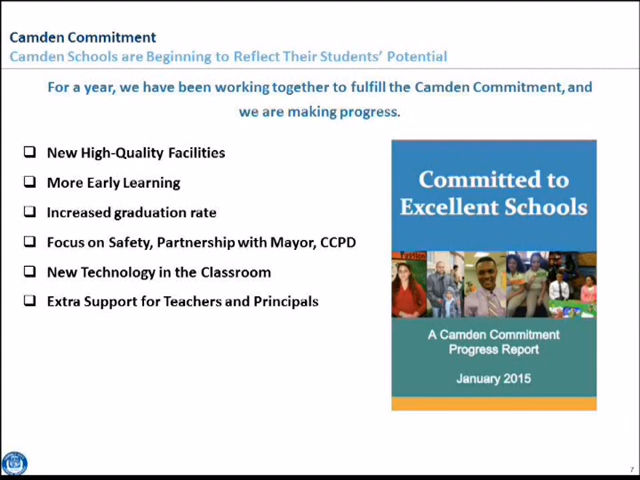 Camden Commitment
Camden Schools are Beginning to Reflect Their Students' Potential
For a year, we have been working together to fulfill the Camden Commitment, and
we are making progress.
New High-Quality Facilities
More Early Learning
Increased graduation rate
Focus on Safety, Partnership with Mayor, CCPD
New Technology in the Classroom
Extra Support for Teachers and Principals
Committed to
Excellent Schools
A Camden Commitment
Progress Report
January 2015
7